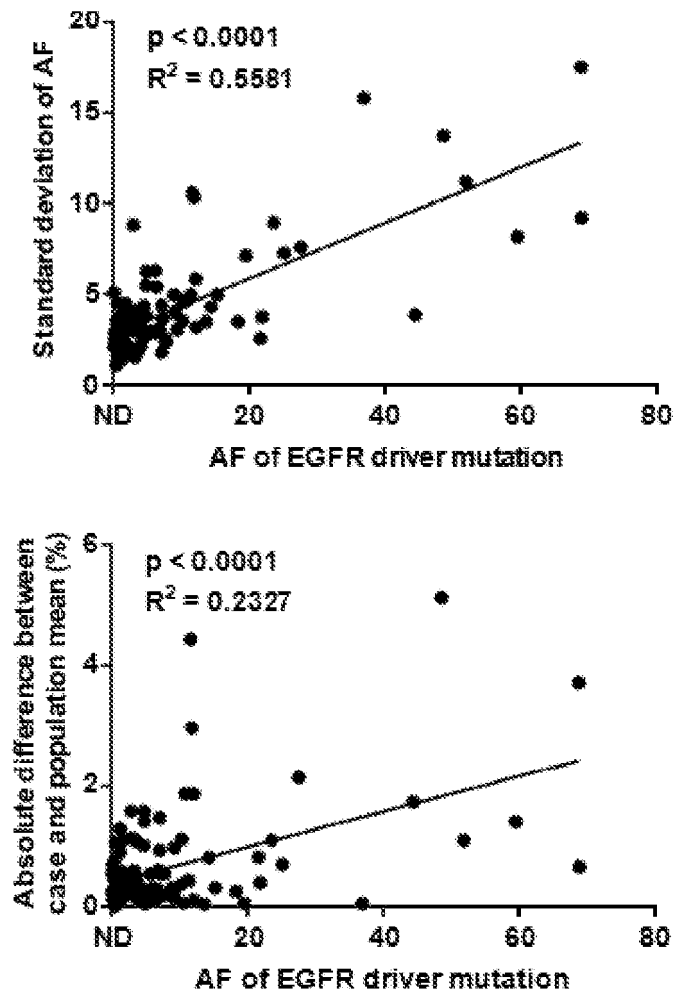 20
p < 0.0001
R² = 0.5581
15
10
5
0
Standard deviation of AF
ND 20 40 60 80
AF of EGFR driver mutation
6
p < 0.0001
R² = 0.2327
4
2
0
Absolute difference between
case and population mean (%)
ND 20 40 60 80
AF of EGFR driver mutation